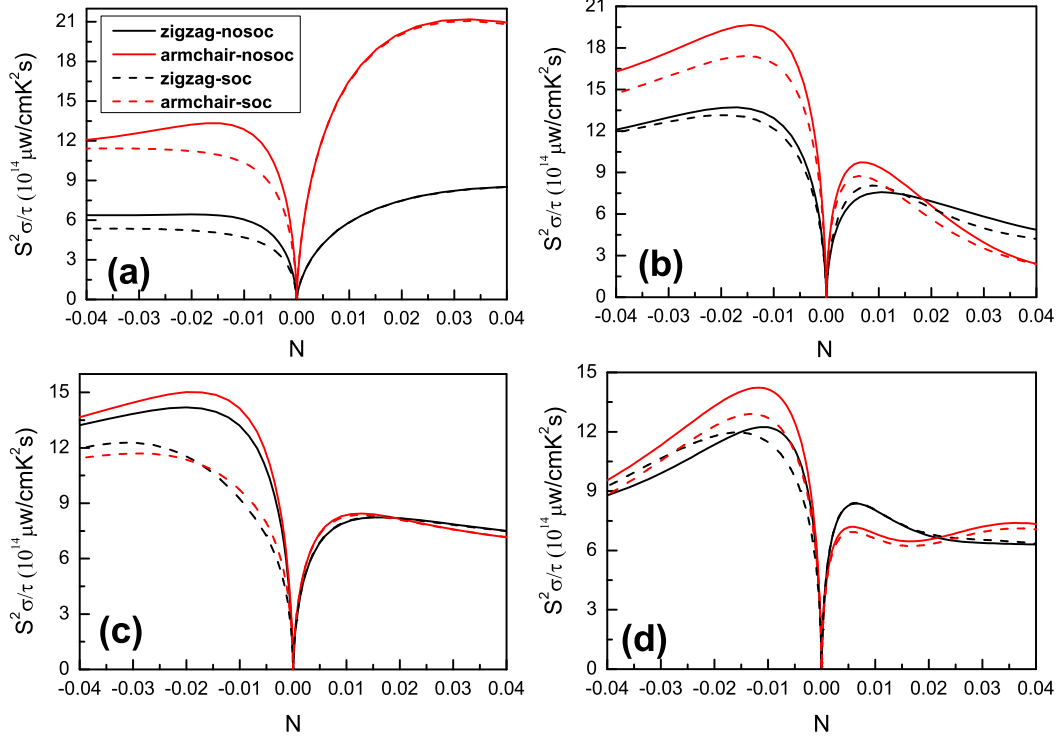 21
18
15
12
9
6
3
0
S²σ/τ (10¹⁴μw/cmK²s)
zigzag-nosoc
armchair-nosoc
zigzag-soc
armchair-soc
(a)
-0.04 -0.03 -0.02 -0.01 0.00 0.01 0.02 0.03 0.04
N
21
18
15
12
9
6
3
0
S²σ/τ (10¹⁴μw/cmK²s)
(b)
-0.04 -0.03 -0.02 -0.01 0.00 0.01 0.02 0.03 0.04
N
15
12
9
6
3
0
S²σ/τ (10¹⁴μw/cmK²s)
(c)
-0.04 -0.03 -0.02 -0.01 0.00 0.01 0.02 0.03 0.04
N
15
12
9
6
3
0
S²σ/τ (10¹⁴μw/cmK²s)
(d)
-0.04 -0.03 -0.02 -0.01 0.00 0.01 0.02 0.03 0.04
N